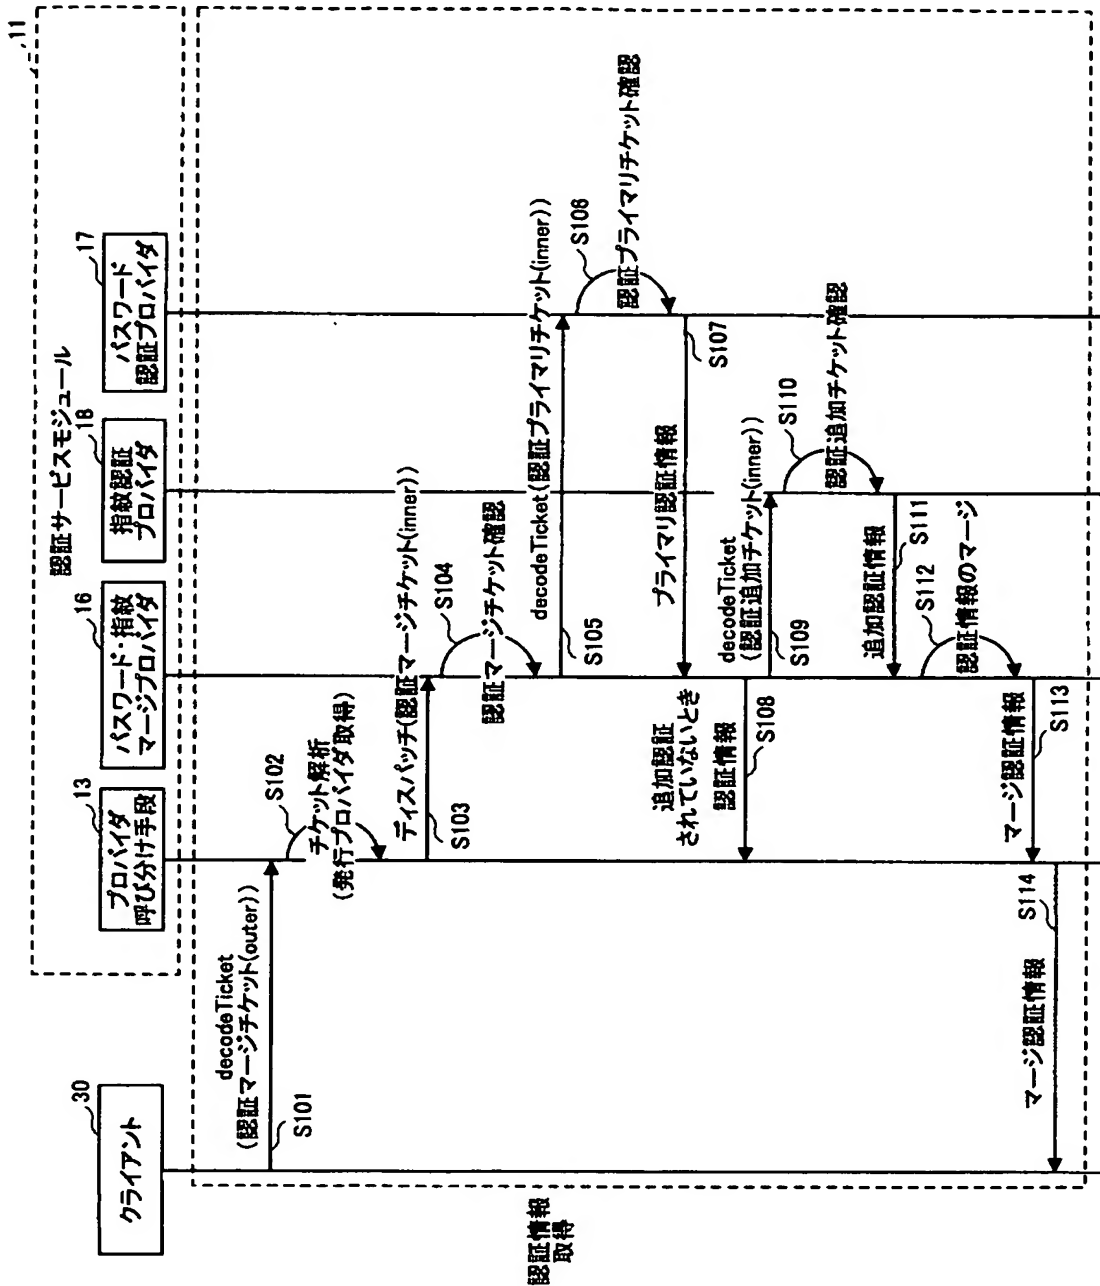 11
認証サービスモジュール
30
クライアント
13
プロバイダ
呼び分け手段
16
パスワード・指紋
マージプロバイダ
18
指紋認証
プロバイダ
17
パスワード
認証プロバイダ
認証情報
取得
decodeTicket
(認証マージチケット(outer))
S101
S102
チケット解析
(発行プロバイダ取得)
ディスパッチ(認証マージチケット(inner))
S103
S104
認証マージチケット確認
decodeTicket(認証プライマリチケット(inner))
S105
S106
認証プライマリチケット確認
プライマリ認証情報
S107
追加認証
されていないとき
認証情報
S108
decodeTicket
(認証追加チケット(inner))
S109
S110
認証追加チケット確認
追加認証情報
S111
S112
認証情報のマージ
マージ認証情報
S113
マージ認証情報
S114